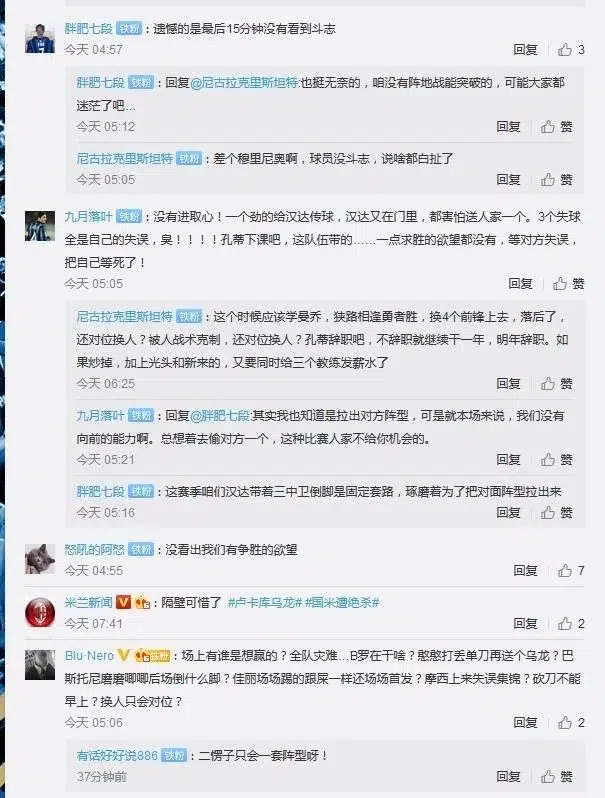 胖肥七段 铁粉：遗憾的是最后15分钟没有看到斗志
今天 04:57 回复 3
胖肥七段 铁粉：回复@尼古拉克里斯坦特:也挺无奈的，咱没有阵地战能突破的，可能大家都
迷茫了吧…
今天 05:12 回复 赞
尼古拉克里斯坦特 铁粉：差个穆里尼奥啊，球员没斗志，说啥都白扯了
今天 05:05 回复 赞
九月落叶 铁粉：没有进取心！一个劲的给汉达传球，汉达又在门里，都害怕送人家一个。3个失球
全是自己的失误，臭！！！！孔蒂下课吧，这队伍带的……一点求胜的欲望都没有，等对方失误，
把自己等死了！
今天 05:05 回复 赞
尼古拉克里斯坦特 铁粉：这个时候应该学曼乔，狭路相逢勇者胜，换4个前锋上去，落后了，
还对位换人？被人战术克制，还对位换人？孔蒂辞职吧，不辞职就继续干一年，明年辞职。如
果炒掉，加上光头和新来的，又要同时给三个教练发薪水了
今天 06:25 回复 赞
九月落叶 铁粉：回复@胖肥七段:其实我也知道是拉出对方阵型，可是就本场来说，我们没有
向前的能力啊。总想着去偷对方一个，这种比赛人家不给你机会的。
今天 05:21 回复 赞
胖肥七段 铁粉：这赛季咱们汉达带着三中卫倒脚是固定套路，琢磨着为了把对面阵型拉出来
今天 05:16 回复 赞
怒吼的阿怒 铁粉：没看出我们有争胜的欲望
今天 04:55 回复 7
米兰新闻：隔壁可惜了 #卢卡库乌龙# #国米遭绝杀#
今天 07:41 回复 2
Blu·Nero 铁粉：场上有谁是想赢的？全队灾难…B罗在干啥？憨憨打丢单刀再送个乌龙？巴
斯托尼磨磨唧唧后场倒什么脚？佳丽场场踢的跟屎一样还场场首发？摩西上来失误集锦？砍刀不能
早上？换人只会对位？
今天 05:06 回复 2
有话好好说886 铁粉：二愣子只会一套阵型呀！
37分钟前 回复 赞